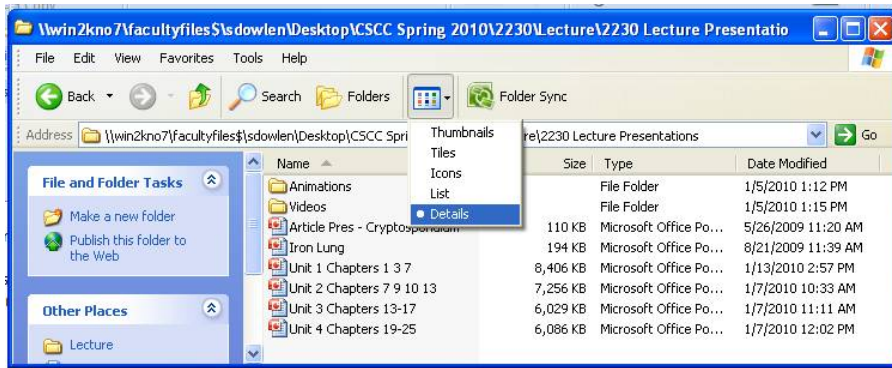 \\win2kno7\facultyfiles$\sdowlen\Desktop\CSCC Spring 2010\2230\Lecture\2230 Lecture Presentatio
File Edit View Favorites Tools Help
Back Search Folders Folder Sync
Address \\win2kno7\facultyfiles$\sdowlen\Desktop\CSCC Spri re\2230 Lecture Presentations Go
Thumbnails
Tiles
Icons
List
Details
File and Folder Tasks
Make a new folder
Publish this folder to
the Web
Other Places
Lecture
Name Size Type Date Modified
Animations File Folder 1/5/2010 1:12 PM
Videos File Folder 1/5/2010 1:15 PM
Article Pres - Cryptosporidium 110 KB Microsoft Office Po... 5/26/2009 11:20 AM
Iron Lung 194 KB Microsoft Office Po... 8/21/2009 11:39 AM
Unit 1 Chapters 1 3 7 8,406 KB Microsoft Office Po... 1/13/2010 2:57 PM
Unit 2 Chapters 7 9 10 13 7,256 KB Microsoft Office Po... 1/7/2010 10:33 AM
Unit 3 Chapters 13-17 6,029 KB Microsoft Office Po... 1/7/2010 11:11 AM
Unit 4 Chapters 19-25 6,086 KB Microsoft Office Po... 1/7/2010 12:02 PM